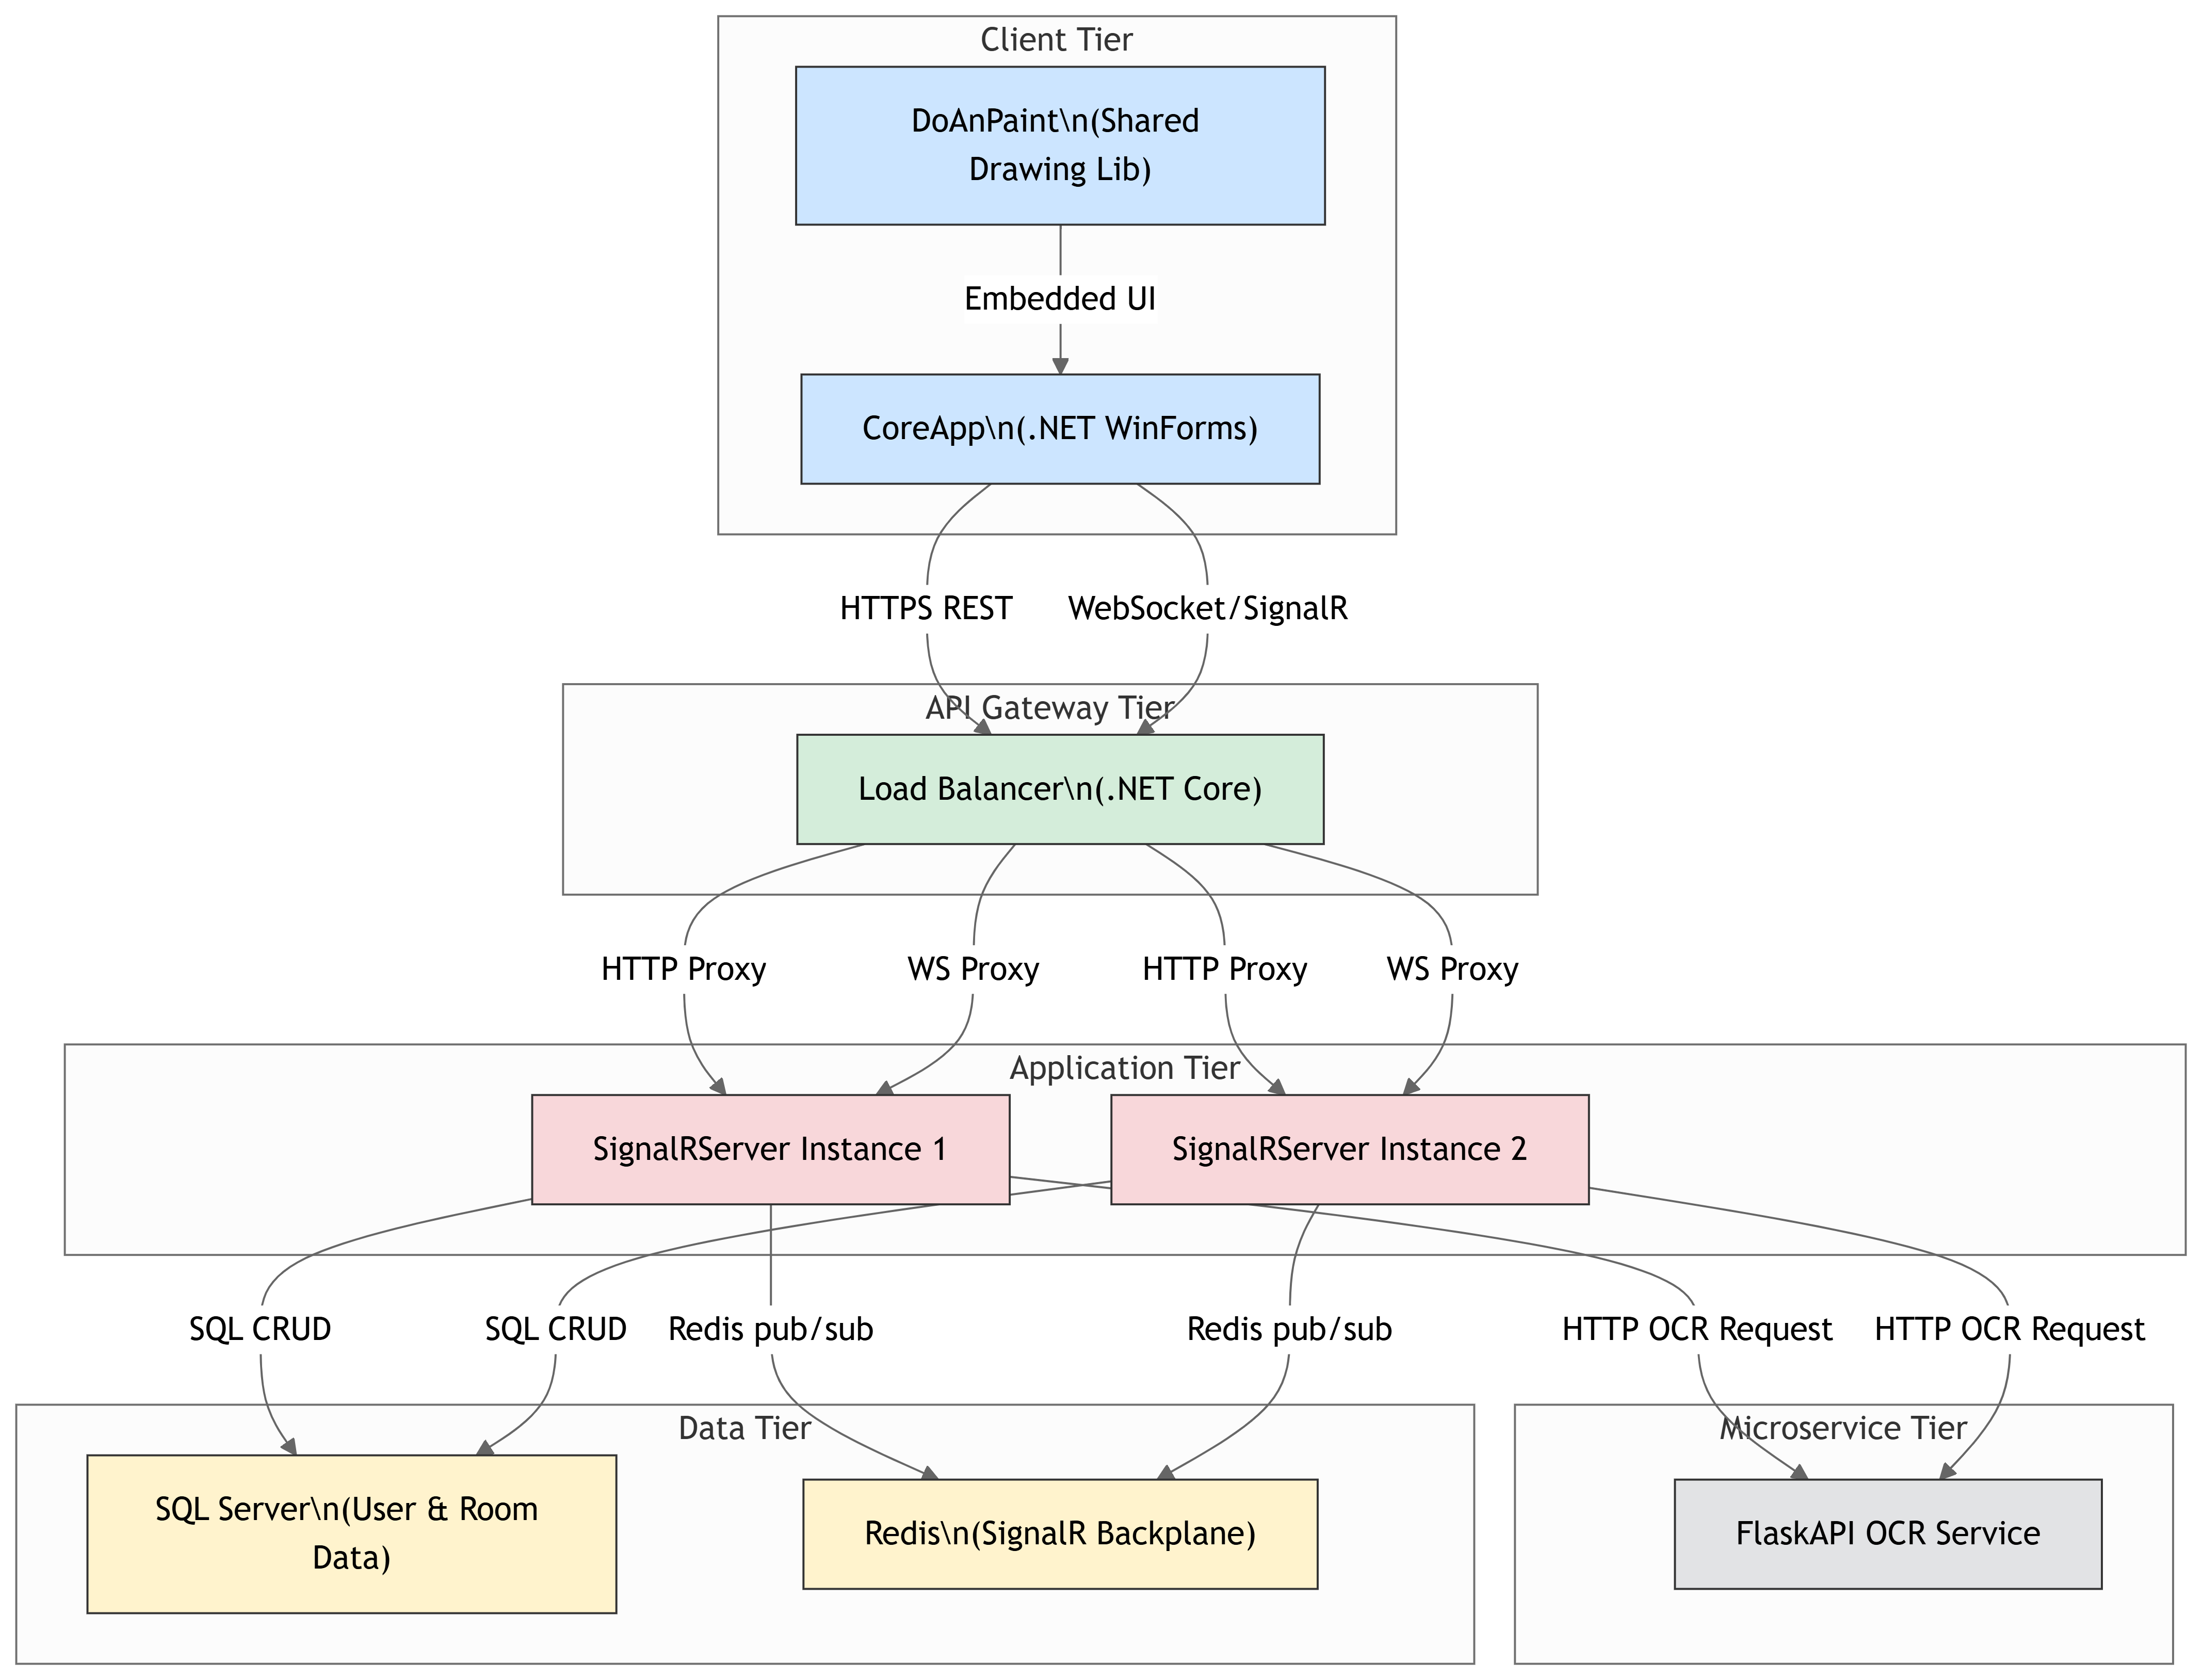 Client Tier
DoAnPaint\n(Shared
Drawing Lib)
Embedded UI
CoreApp\n(.NET WinForms)
HTTPS REST
WebSocket/SignalR
API Gateway Tier
Load Balancer\n(.NET Core)
HTTP Proxy
WS Proxy
HTTP Proxy
WS Proxy
Application Tier
SignalRServer Instance 1
SignalRServer Instance 2
SQL CRUD
SQL CRUD
Redis pub/sub
Redis pub/sub
HTTP OCR Request
HTTP OCR Request
Data Tier
Microservice Tier
SQL Server\n(User & Room
Data)
Redis\n(SignalR Backplane)
FlaskAPI OCR Service